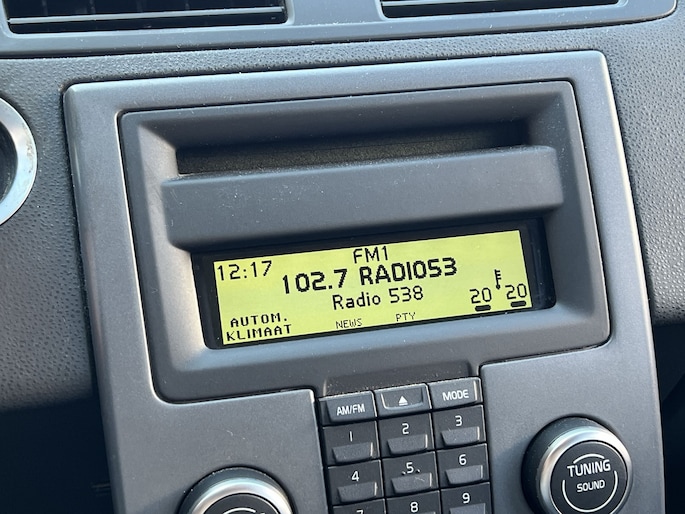 FM1
12:17
102.7 RADIO53
Radio 538
20 20
AUTOM.
KLIMAAT
NEWS PTY
AM/FM MODE
1 2 3
4 5 6
7 8 9
TUNING
SOUND